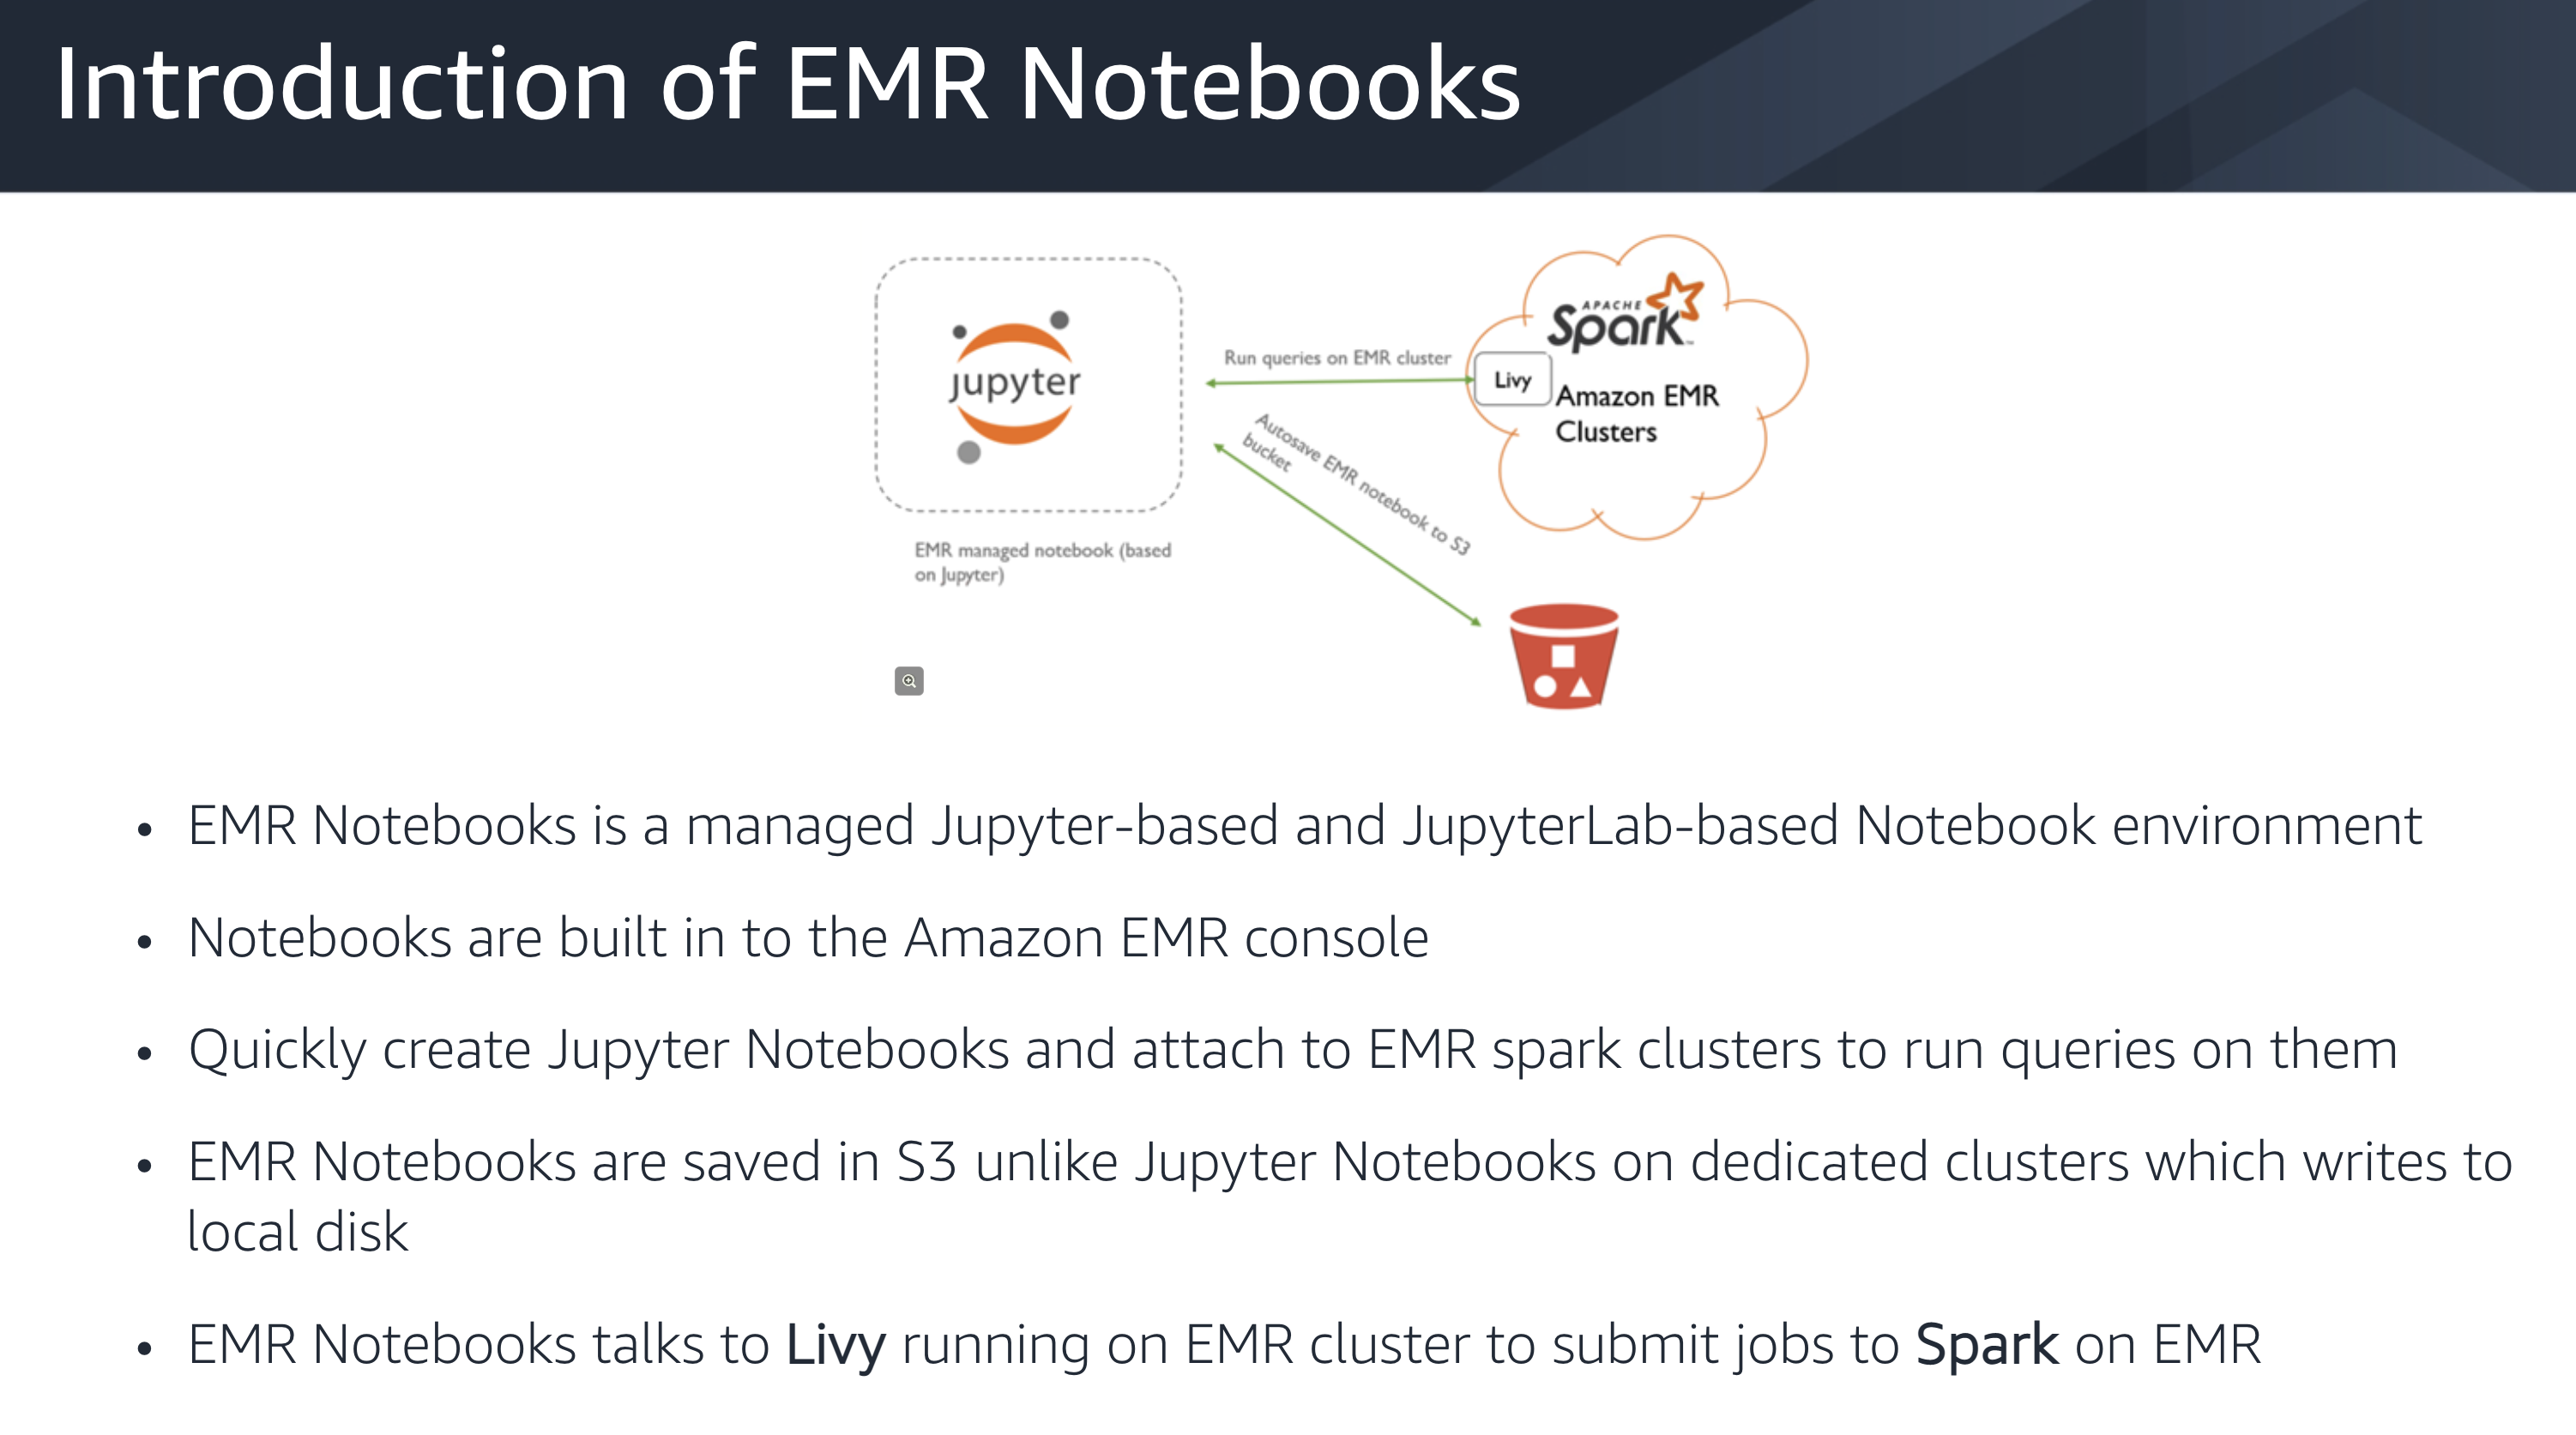 Introduction of EMR Notebooks
jupyter
EMR managed notebook (based
on Jupyter)
Run queries on EMR cluster
Autosave EMR notebook to S3
bucket
APACHE
Spark™
Livy
Amazon EMR
Clusters
• EMR Notebooks is a managed Jupyter-based and JupyterLab-based Notebook environment
• Notebooks are built in to the Amazon EMR console
• Quickly create Jupyter Notebooks and attach to EMR spark clusters to run queries on them
• EMR Notebooks are saved in S3 unlike Jupyter Notebooks on dedicated clusters which writes to
local disk
• EMR Notebooks talks to Livy running on EMR cluster to submit jobs to Spark on EMR